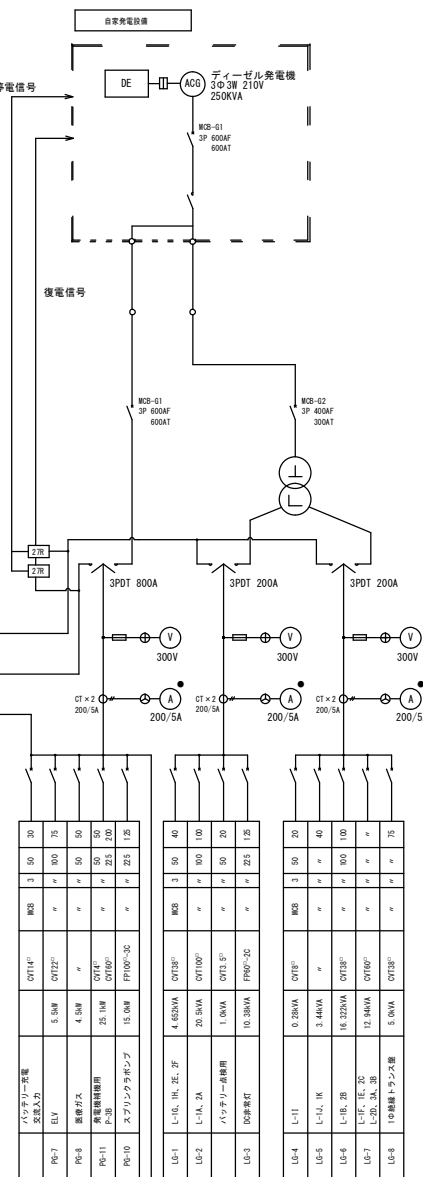 自家発電設備
停電信号
DE
ACG
ディーゼル発電機
3Φ3W 210V
250KVA
MCB-G1
3P 600AF
600AT
復電信号
MCB-G1
3P 600AF
600AT
MCB-G2
3P 400AF
300AT
27R
27R
3PDT 800A
3PDT 200A
3PDT 200A
V
300V
V
300V
V
300V
CT×2
200/5A
A
200/5A
CT×2
200/5A
A
200/5A
CT×2
200/5A
A
200/5
バッテリー充電
交流入力
CVT14□
MCB
3
50
30
PG-7
ELV
5.5kW
CVT22□
〃
〃
100
75
PG-8
医療ガス
4.5kW
〃
〃
〃
50
50
PG-11
発電機補機用
P-3B
25.1kW
CVT4□
CVT60□
〃
〃
50
225
50
200
PG-10
スプリンクラポンプ
15.0kW
FP100□-3C
〃
〃
225
125
LG-1
L-1G、1H、2E、2F
4.652kVA
CVT38□
MCB
3
50
40
LG-2
L-1A、2A
20.5kVA
CVT100□
〃
〃
100
100
バッテリー点検用
1.0kVA
CVT3.5□
〃
〃
50
20
LG-3
DC非常灯
10.38kVA
FP60□-2C
〃
〃
225
125
LG-4
L-1I
0.28kVA
CVT8□
MCB
3
50
20
LG-5
L-1J、1K
3.44kVA
〃
〃
〃
〃
40
LG-6
L-1B、2B
16.322kVA
CVT38□
〃
〃
100
100
LG-7
L-1F、1E、2C
L-2D、3A、3B
12.94kVA
CVT60□
〃
〃
〃
〃
LG-8
1Φ絶縁トランス盤
5.0kVA
CVT38□
〃
〃
〃
75